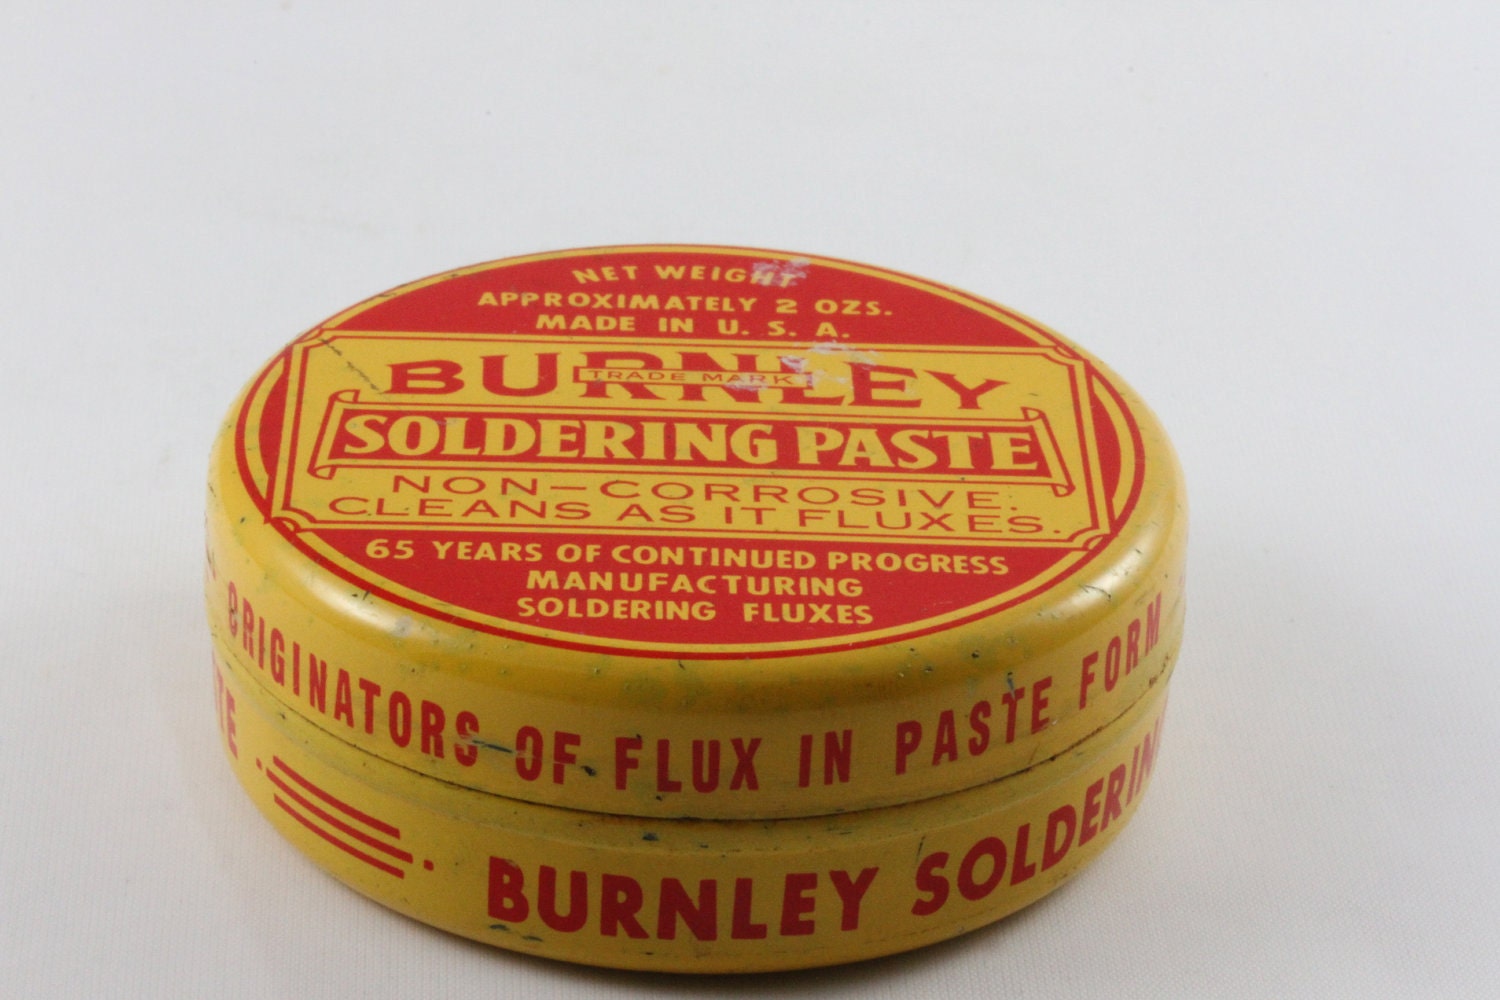 NET WEIGHT
APPROXIMATELY 2 OZS.
MADE IN U. S. A.
BURNLEY
TRADE MARK
SOLDERING PASTE
NON-CORROSIVE.
CLEANS AS IT FLUXES.
65 YEARS OF CONTINUED PROGRESS
MANUFACTURING
SOLDERING FLUXES
ORIGINATORS OF FLUX IN PASTE FORM
BURNLEY SOLDERIN